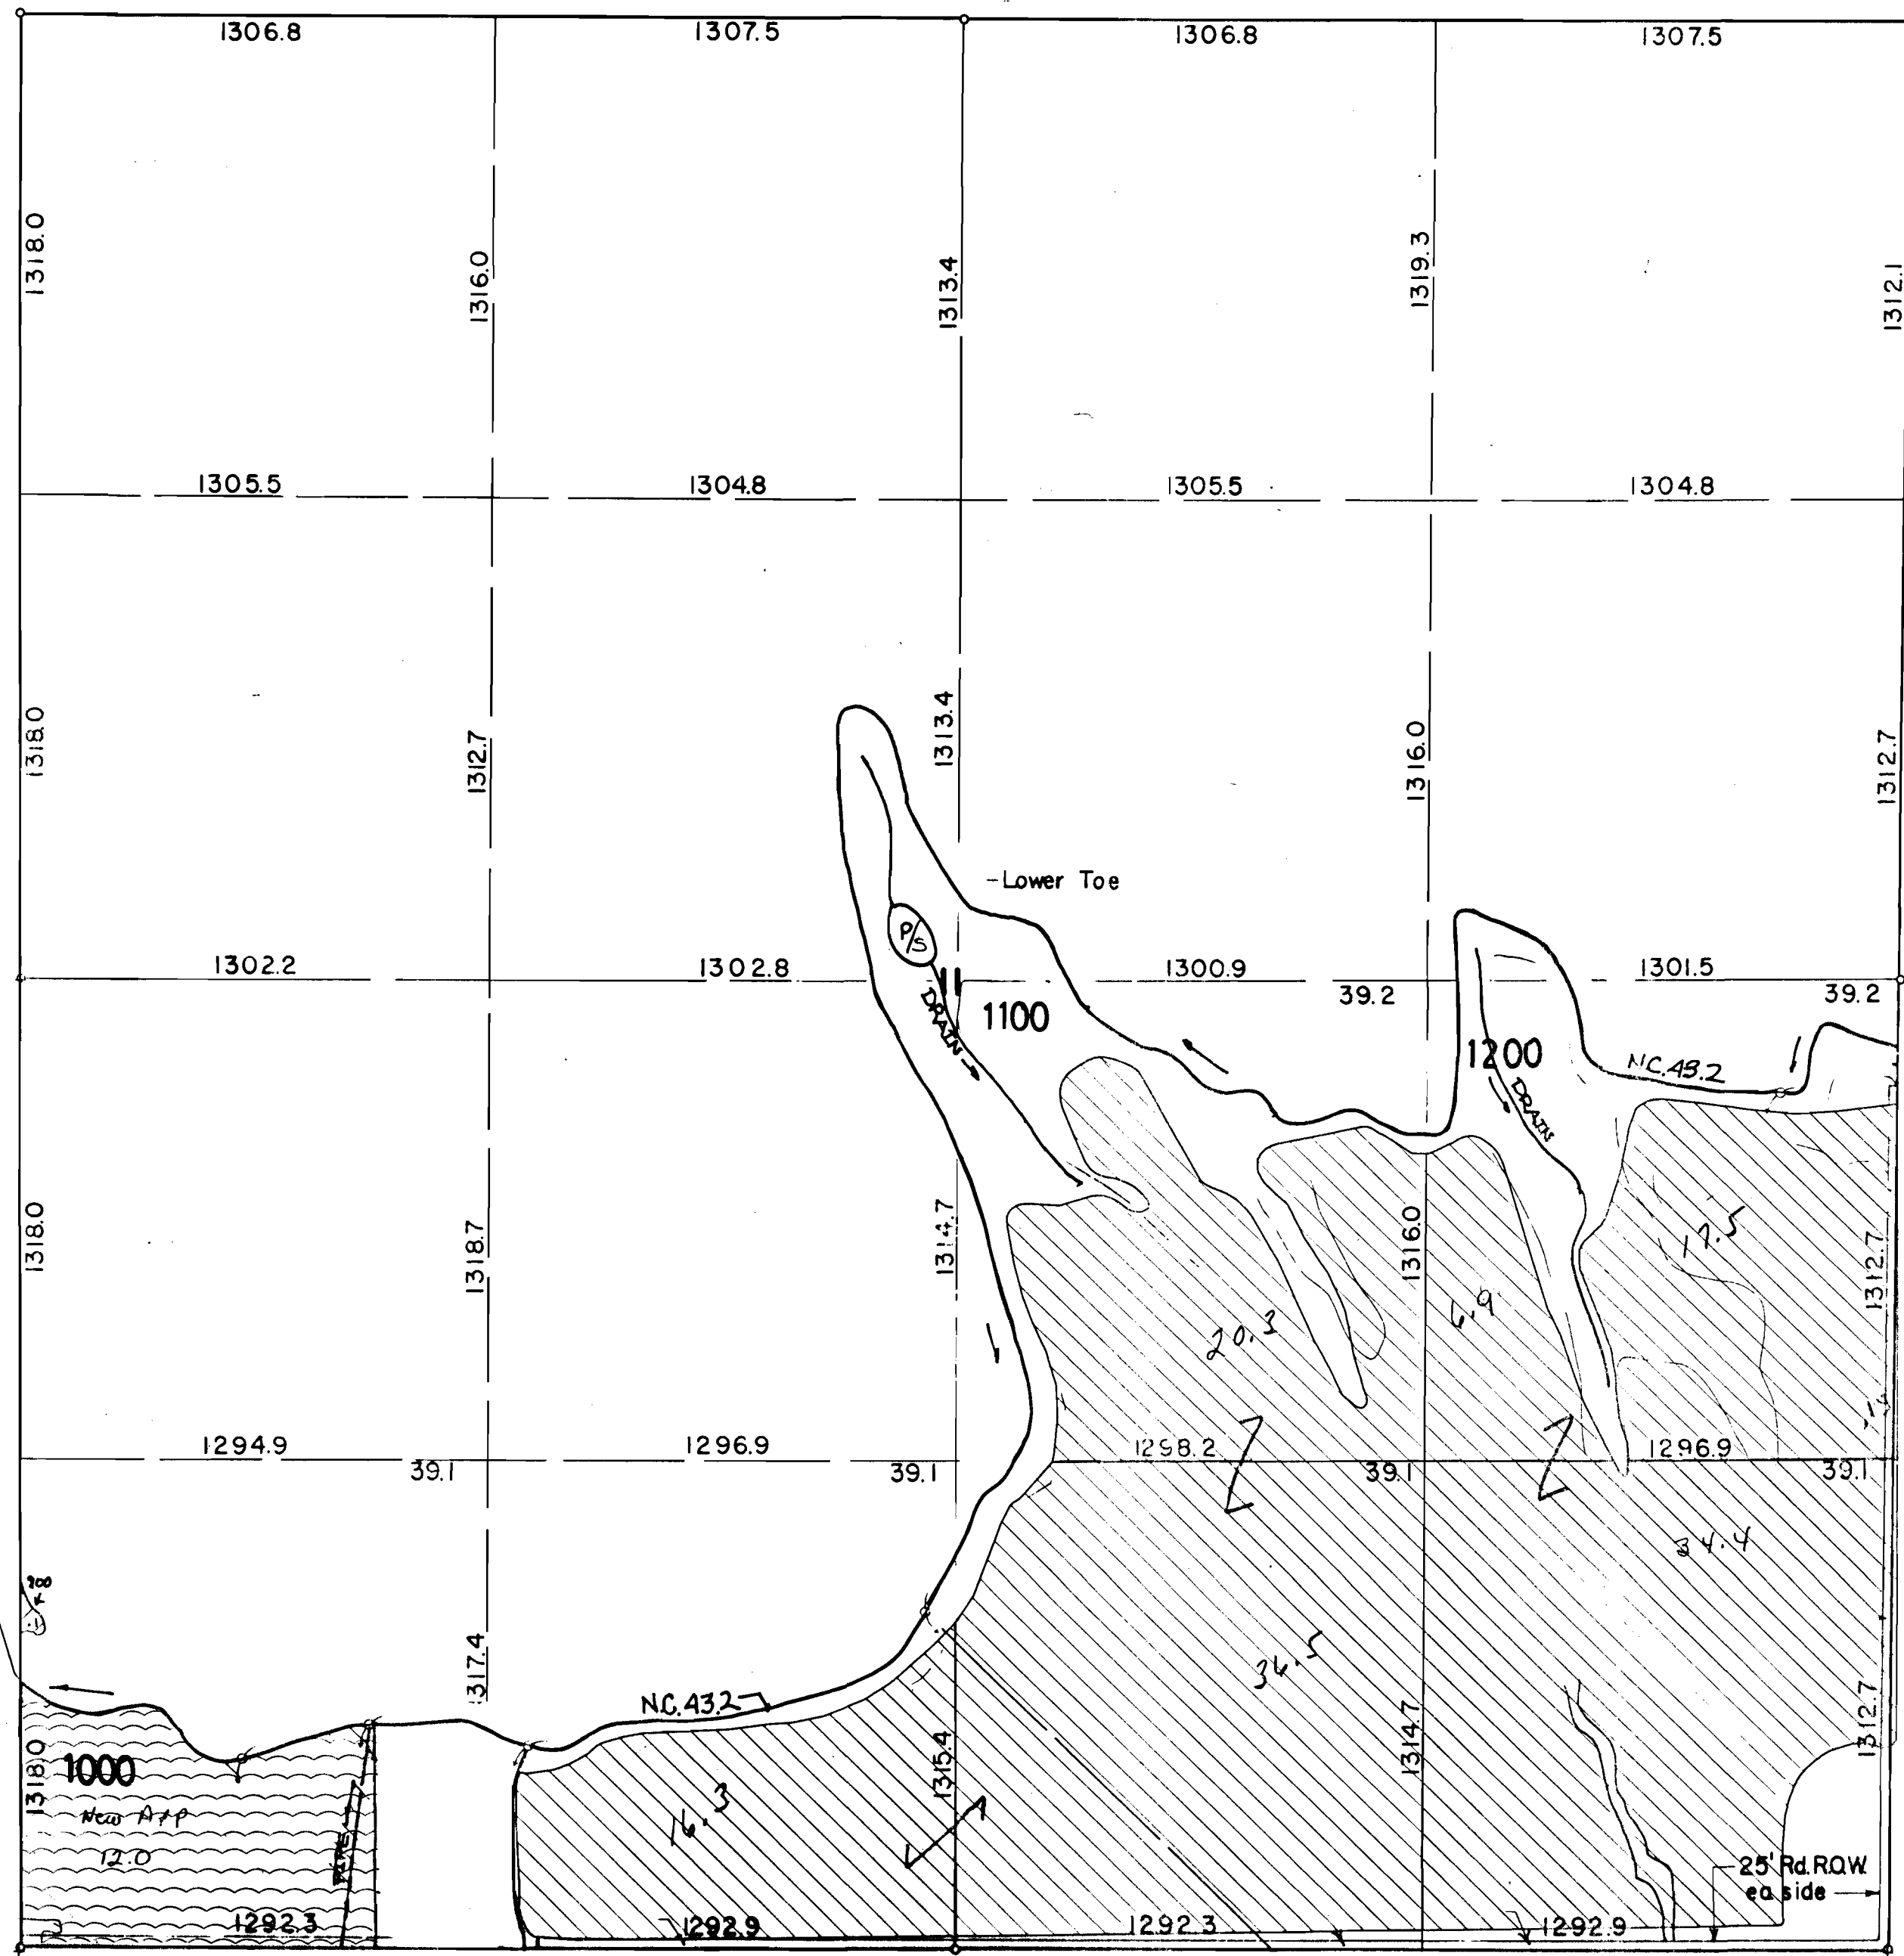 1306.8 1307.5 1306.8 1307.5
1318.0 1316.0 1313.4 1319.3 1312.1
1305.5 1304.8 1305.5 1304.8
1318.0 1312.7 1313.4 1316.0 1312.7
-Lower Toe
P/S
1302.2 1302.8 1300.9 1301.5
39.2 39.2
DRAIN
1100
1200
N.C.43.2
DRAIN
1318.0 1318.7 1314.7 1316.0 1312.7
17.5
20.3 6.9
1294.9 1296.9 1298.2 1296.9
39.1 39.1 39.1 39.1
34.4
36.5
1318.0 1317.4 1315.4 1314.7 1312.7
N.C.43.2
1000
New App
12.0
PIPE
16.3
25' Rd. R.O.W.
ea side
1292.3 1292.9 1292.3 1292.9